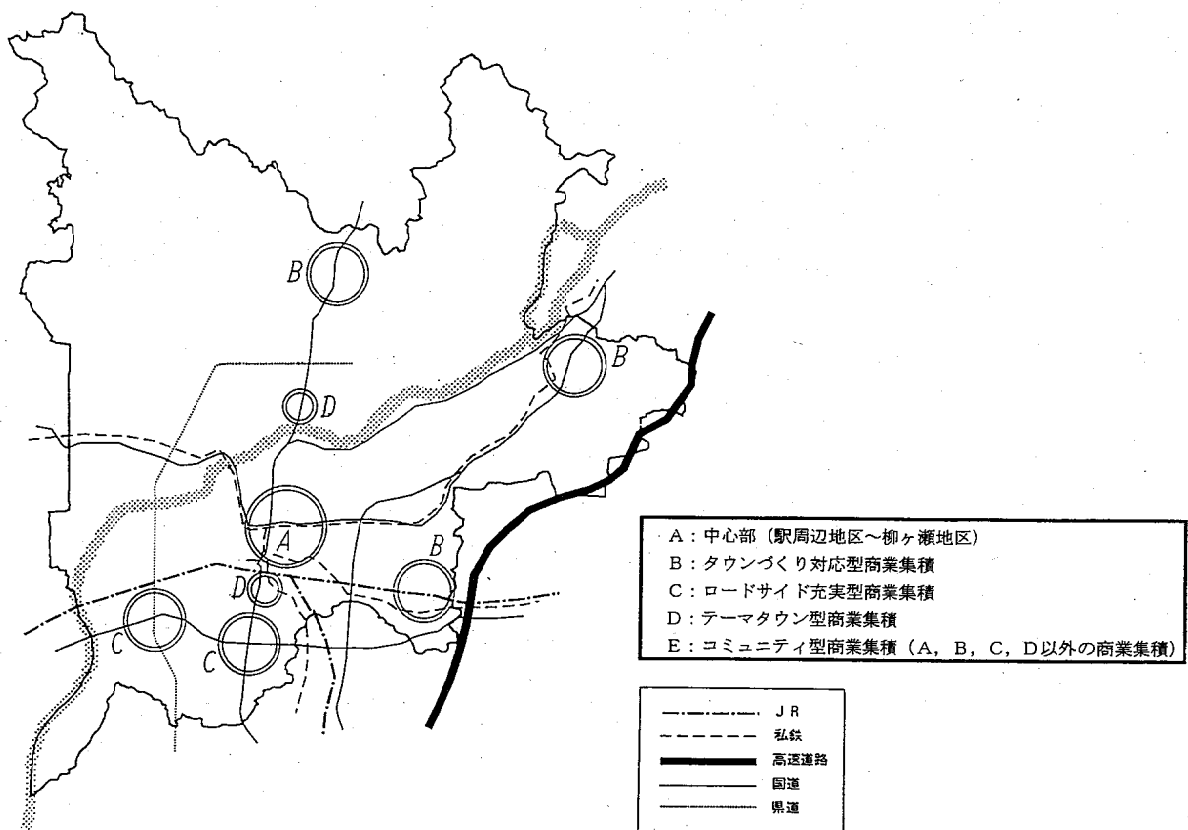 B
B
D
A
B
D
C
C
A：中心部（駅周辺地区～柳ヶ瀬地区）
B：タウンづくり対応型商業集積
C：ロードサイド充実型商業集積
D：テーマタウン型商業集積
E：コミュニティ型商業集積（A，B，C，D以外の商業集積）
JR
私鉄
高速道路
国道
県道